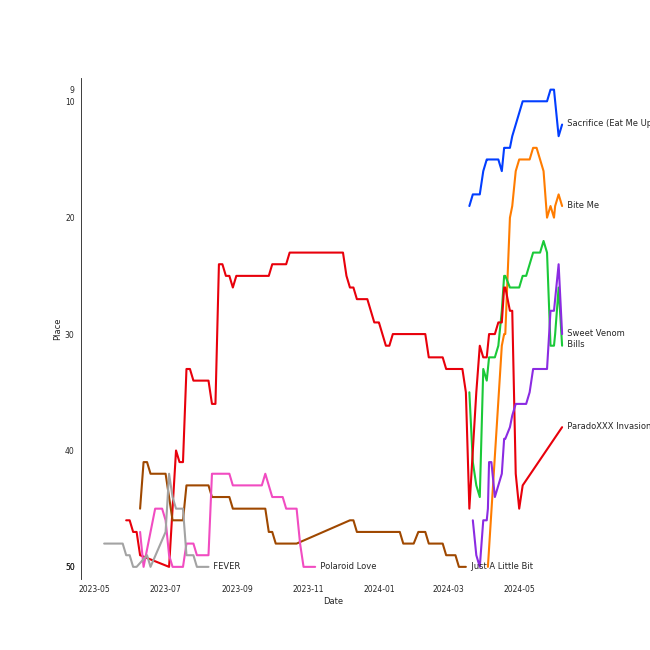 9
10
20
30
40
50
Place
Sacrifice (Eat Me Up
Bite Me
Sweet Venom
Bills
ParadoXXX Invasion
FEVER
Polaroid Love
Just A Little Bit
2023-05
2023-07
2023-09
2023-11
2024-01
2024-03
2024-05
Date